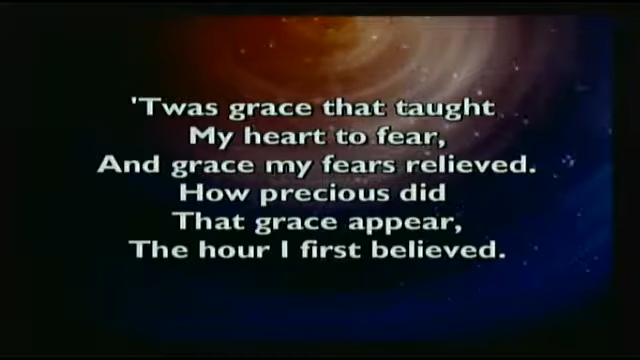 'Twas grace that taught
My heart to fear,
And grace my fears relieved.
How precious did
That grace appear,
The hour I first believed.